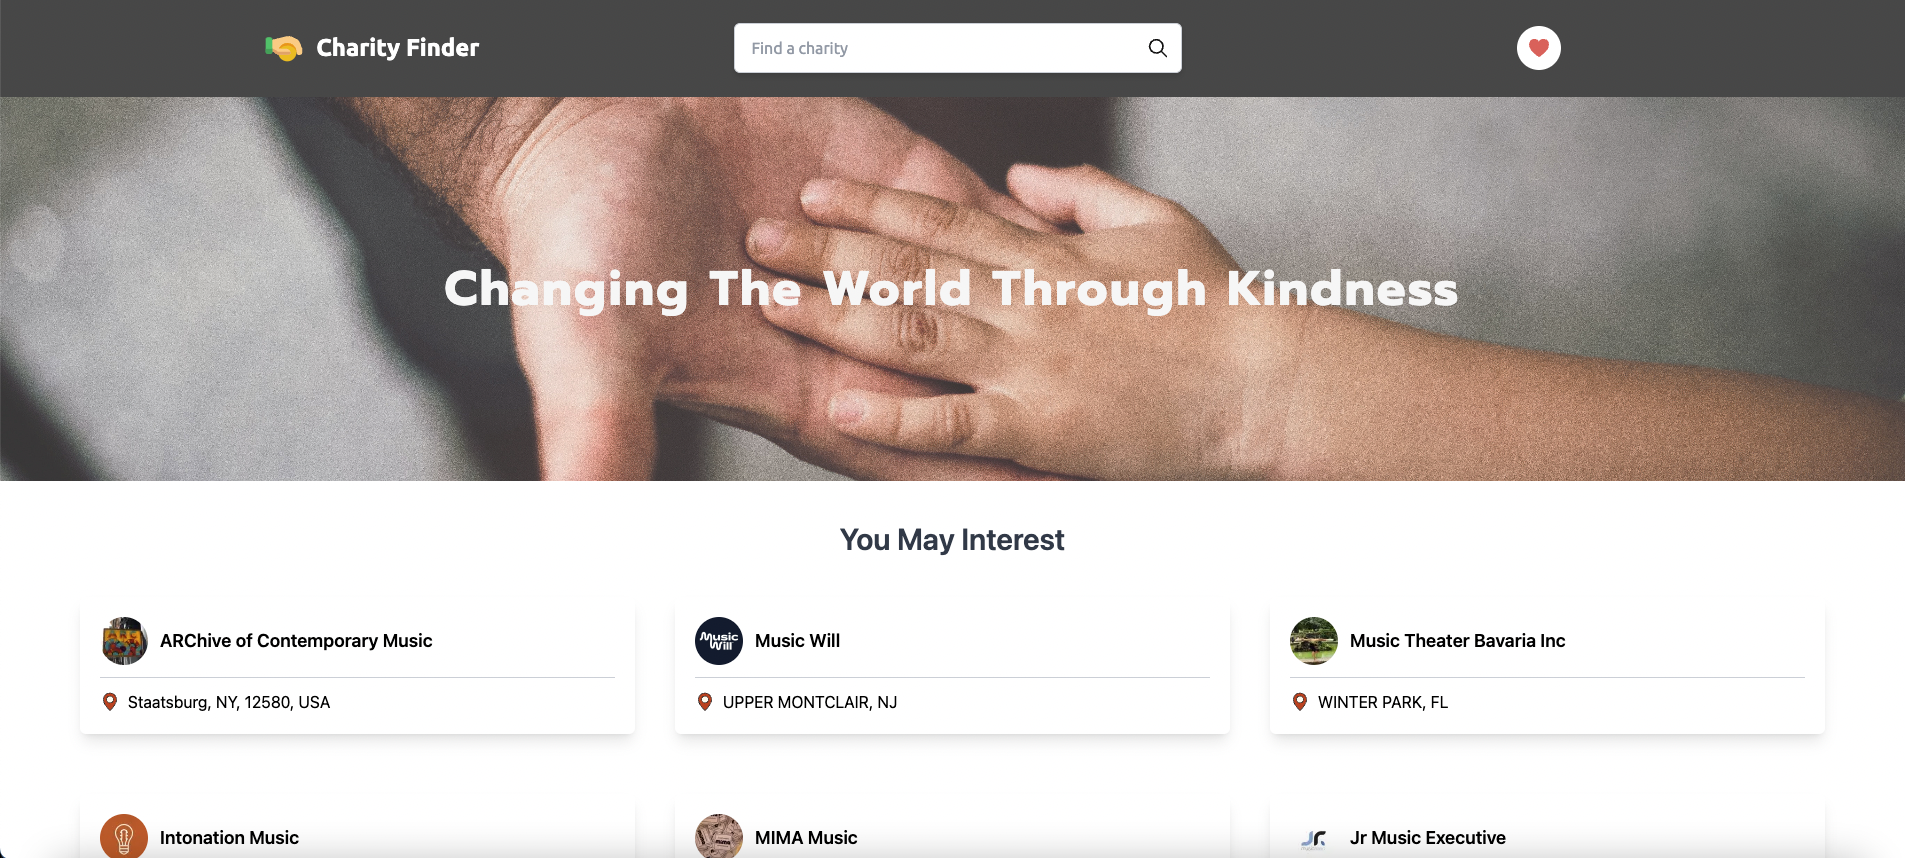 Charity Finder
Find a charity
Changing The World Through Kindness
You May Interest
ARChive of Contemporary Music
Staatsburg, NY, 12580, USA
Music Will
Music Will
UPPER MONTCLAIR, NJ
Music Theater Bavaria Inc
WINTER PARK, FL
Intonation Music
mima
MIMA Music
Jr
Jr Music Executive